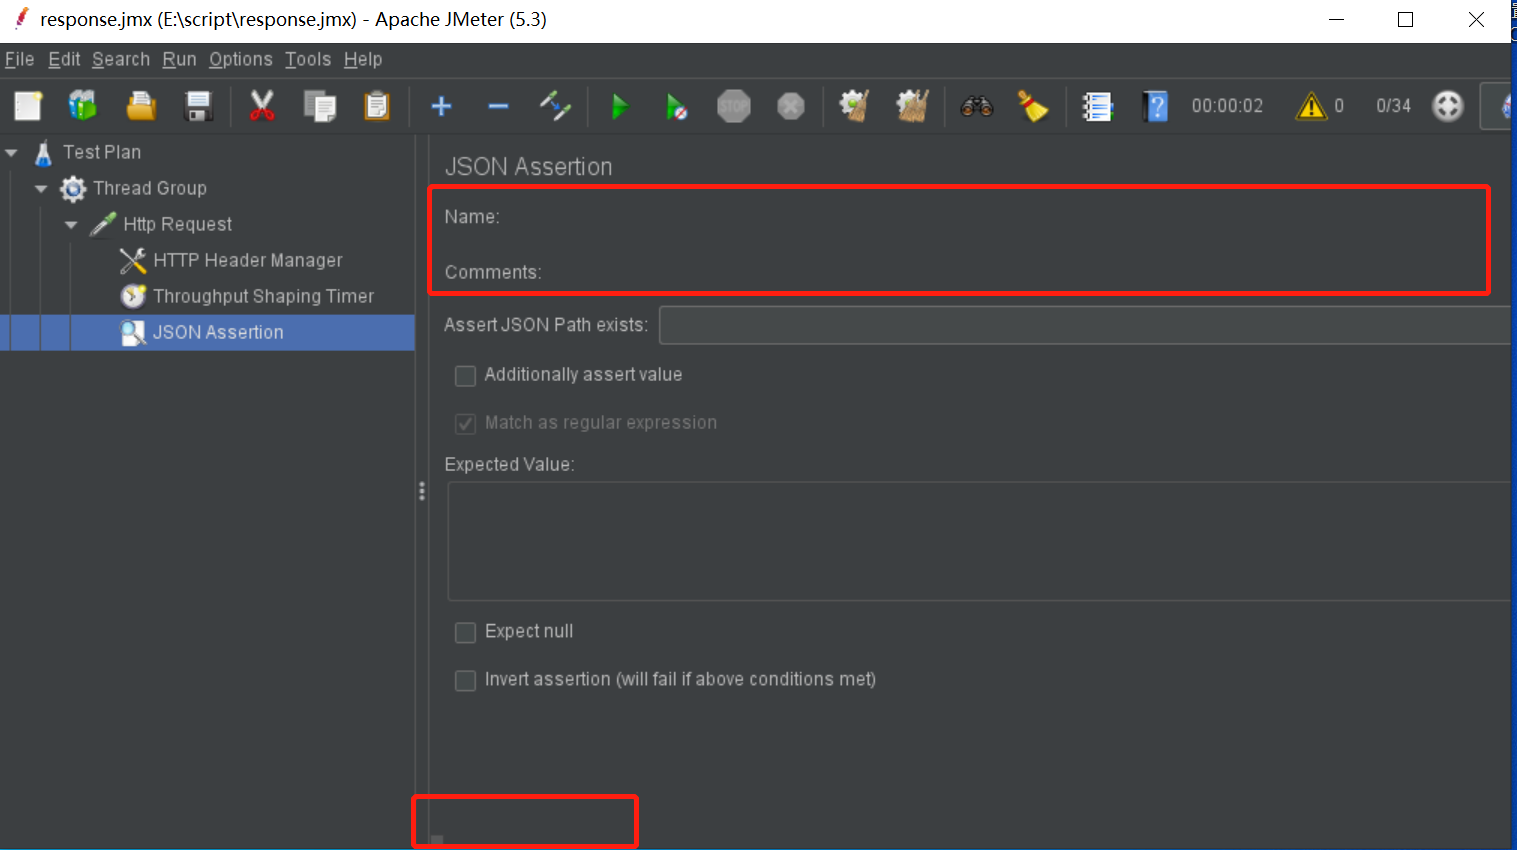 response.jmx (E:\script\response.jmx) - Apache JMeter (5.3)
File Edit Search Run Options Tools Help
STOP
00:00:02
0
0/34
Test Plan
Thread Group
Http Request
HTTP Header Manager
Throughput Shaping Timer
JSON Assertion
JSON Assertion
Name:
Comments:
Assert JSON Path exists:
Additionally assert value
Match as regular expression
Expected Value:
Expect null
Invert assertion (will fail if above conditions met)